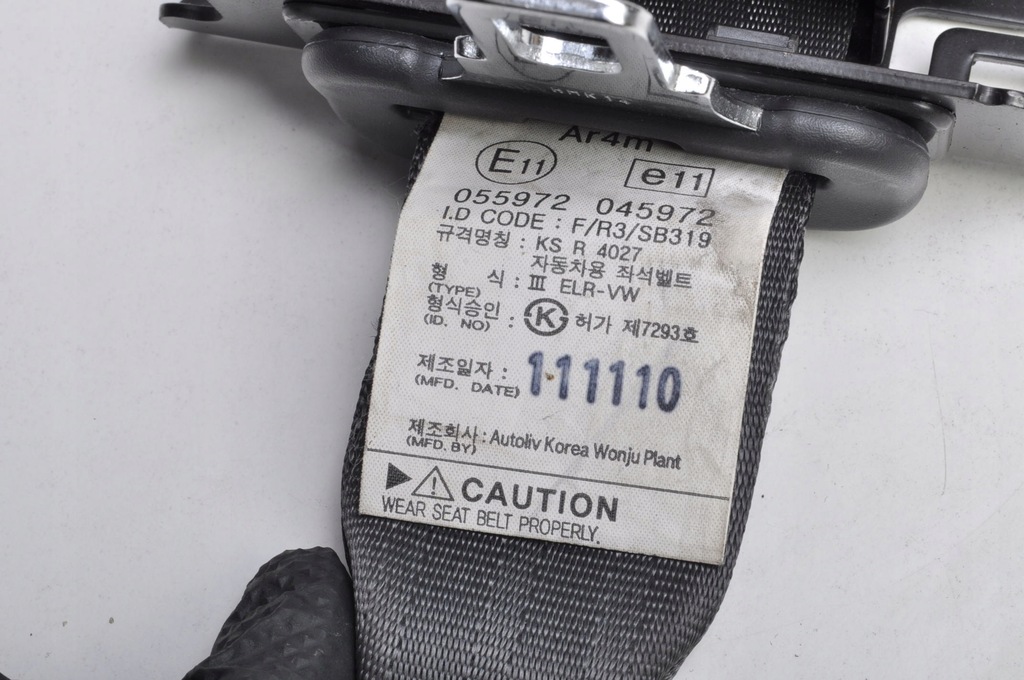 Ar4m
E11 e11
055972 045972
I.D CODE : F/R3/SB319
규격명칭 : KS R 4027
자동차용 좌석벨트
형 식 : Ⅲ ELR-VW
(TYPE)
형식승인 : K 허가 제7293호
(ID. NO)
제조일자 : 111110
(MFD. DATE)
제조회사 : Autoliv Korea Wonju Plant
(MFD. BY)
CAUTION
WEAR SEAT BELT PROPERLY.